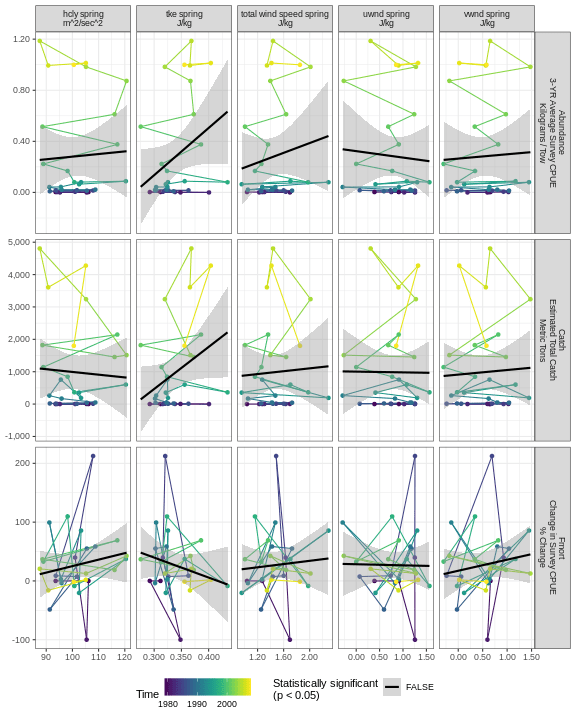 hcly spring
m^2/sec^2
tke spring
J/kg
total wind speed spring
J/kg
uwnd spring
J/kg
vwnd spring
J/kg
1.20
0.80
0.40
0.00
Abundance
3-YR Average Survey CPUE
Kilograms / Tow
5,000
4,000
3,000
2,000
1,000
0
-1,000
Catch
Estimated Total Catch
Metric Tons
200
100
0
-100
Fmort
Change in Survey CPUE
% Change
90 100 110 120
0.300 0.350 0.400
1.20 1.60 2.00
0.00 0.50 1.00 1.50
0.00 0.50 1.00 1.50
Time
1980 1990 2000
Statistically significant
(p < 0.05)
FALSE